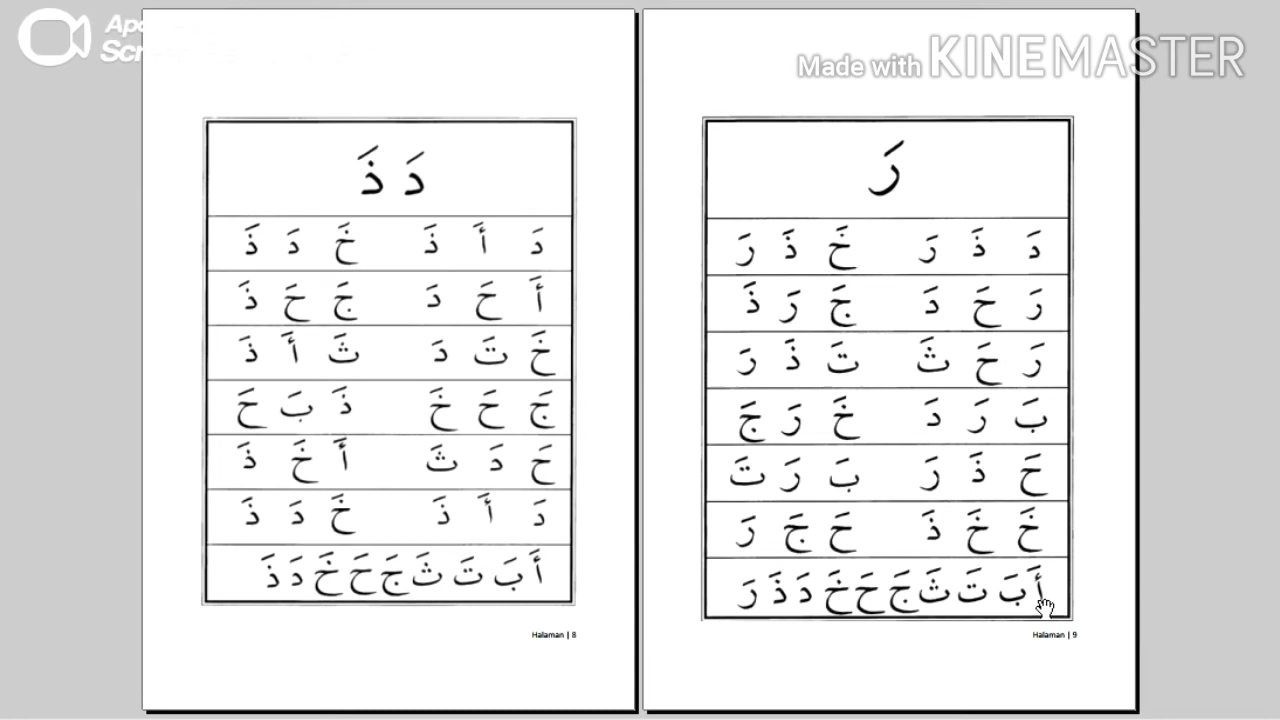 Made with KINEMASTER
دَ ذَ
دَ أَ ذَ خَ دَ ذَ
أَ حَ دَ جَ حَ ذَ
خَ تَ دَ ثَ أَ ذَ
جَ حَ خَ ذَ بَ حَ
حَ دَ ثَ أَ خَ ذَ
دَ أَ ذَ خَ دَ ذَ
أَ بَ تَ ثَ جَ حَ خَ دَ ذَ
Halaman | 8
رَ
دَ ذَ رَ خَ ذَ رَ
رَ حَ دَ جَ رَ ذَ
رَ حَ ثَ تَ ذَ رَ
بَ رَ دَ خَ رَ جَ
حَ ذَ رَ بَ رَ تَ
خَ خَ ذَ حَ جَ رَ
أَ بَ تَ ثَ جَ حَ خَ دَ ذَ رَ
Halaman | 9